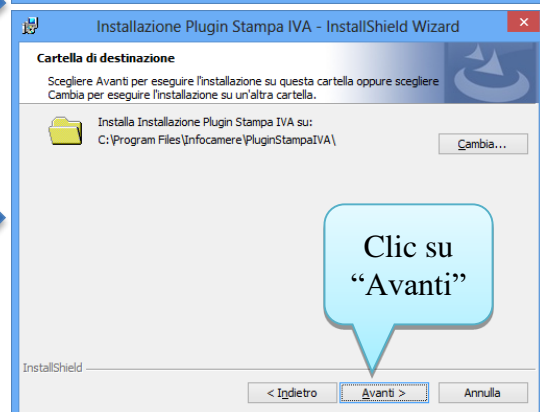 Installazione Plugin Stampa IVA - InstallShield Wizard
Cartella di destinazione
Scegliere Avanti per eseguire l'installazione su questa cartella oppure scegliere
Cambia per eseguire l'installazione su un'altra cartella.
Installa Installazione Plugin Stampa IVA su:
C:\Program Files\Infocamere\PluginStampaIVA\
Cambia...
Clic su
“Avanti”
InstallShield
< Indietro
Avanti >
Annulla